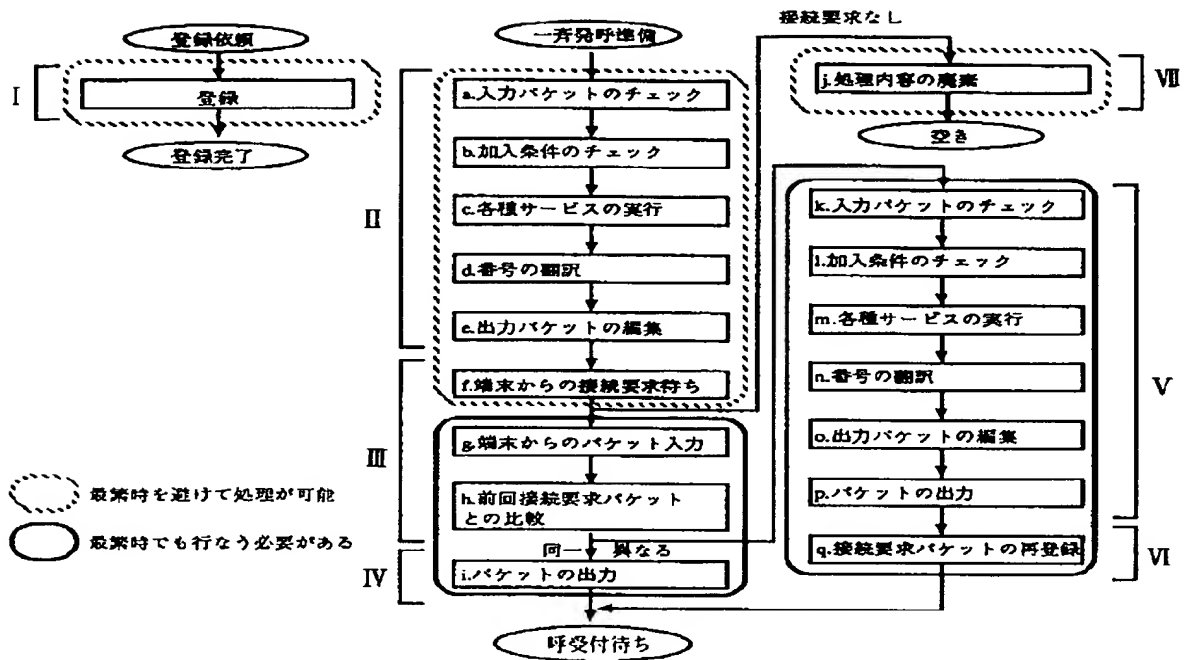 登録依頼
I
登録
登録完了
一斉発呼準備
II
a.入力パケットのチェック
b.加入条件のチェック
c.各種サービスの実行
d.番号の翻訳
e.出力パケットの編集
III
f.端末からの接続要求待ち
g.端末からのパケット入力
h.前回接続要求パケット
との比較
同一
異なる
IV
i.パケットの出力
呼受付待ち
接続要求なし
j.処理内容の廃棄
VII
空き
k.入力パケットのチェック
l.加入条件のチェック
m.各種サービスの実行
n.番号の翻訳
o.出力パケットの編集
p.パケットの出力
V
q.接続要求パケットの再登録
VI
最繁時を避けて処理が可能
最繁時でも行なう必要がある